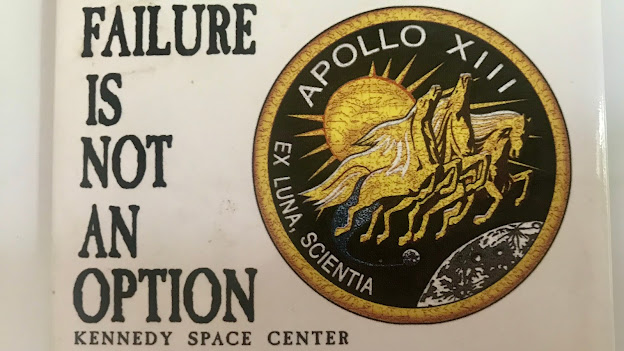 FAILURE
IS
NOT
AN
OPTION
KENNEDY SPACE CENTER
APOLLO XIII
EX LUNA, SCIENTIA